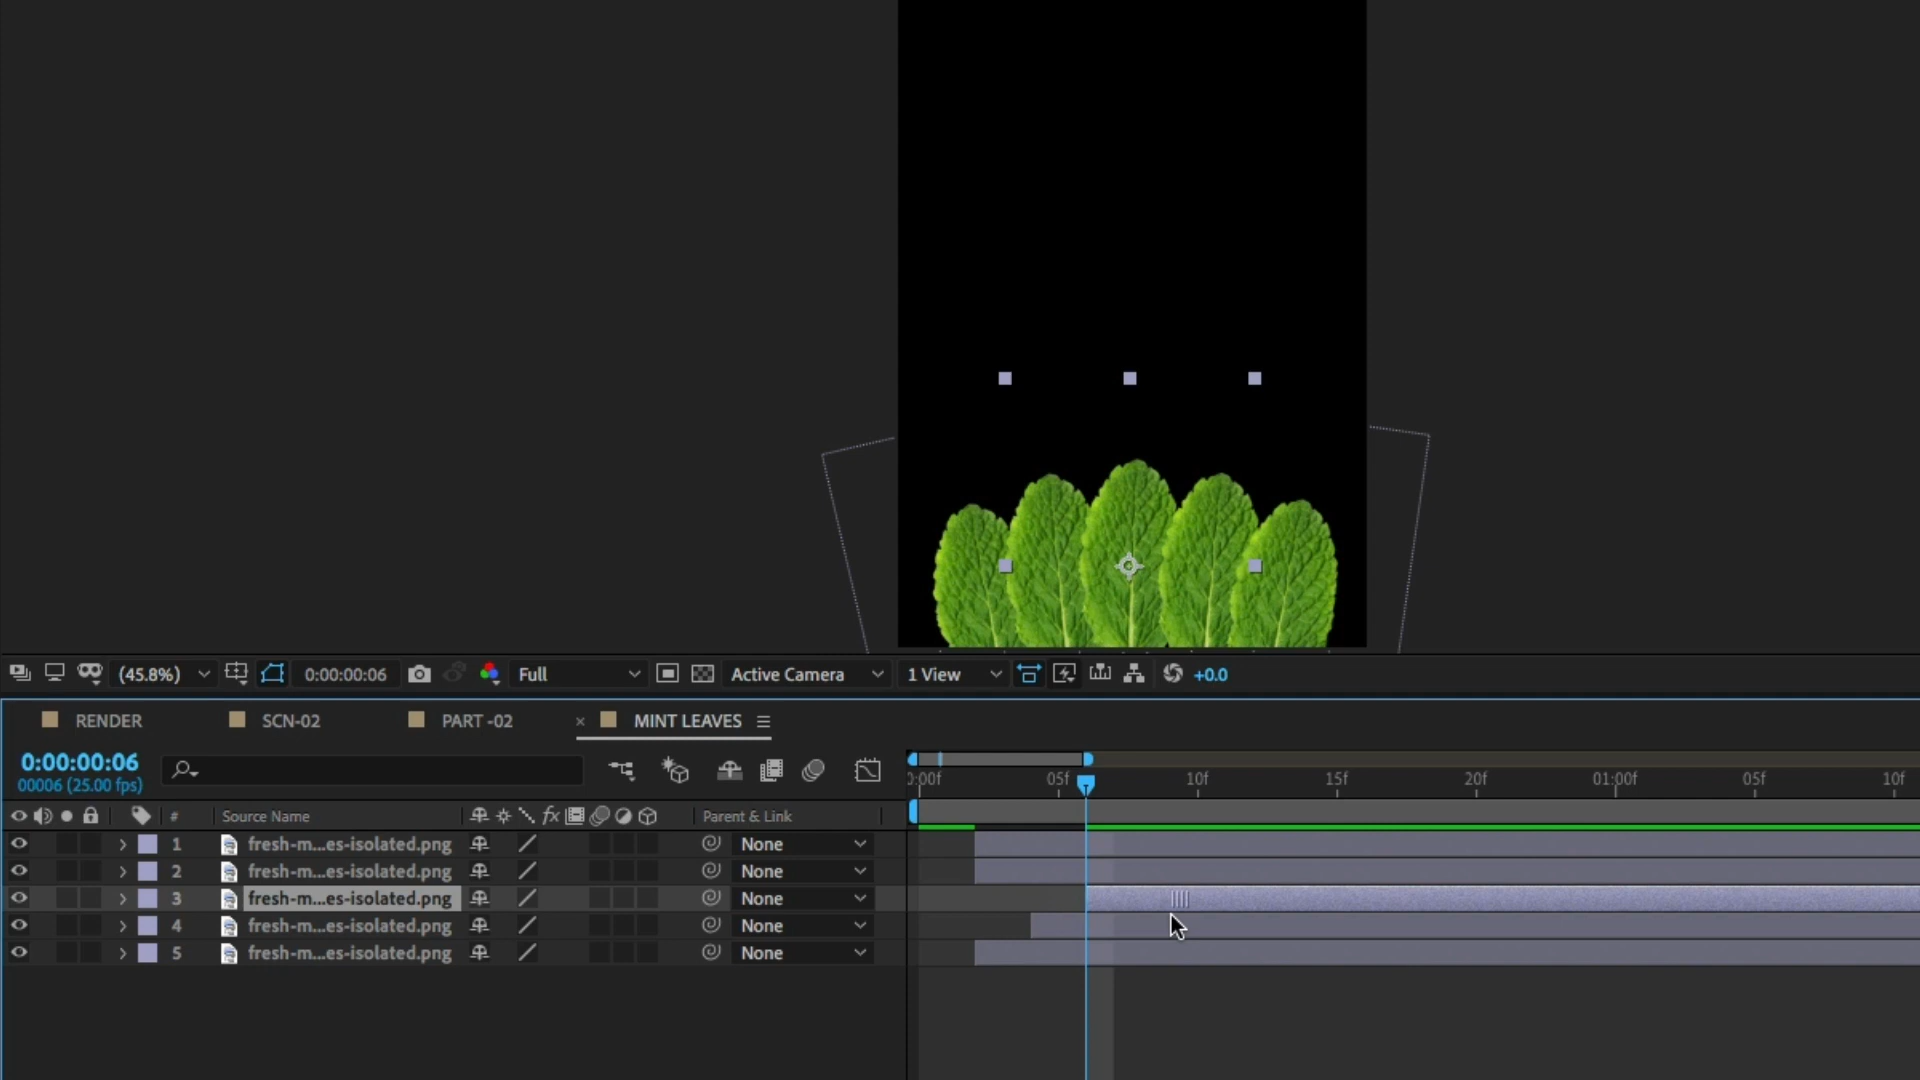 (45.8%) 0:00:00:06 Full Active Camera 1 View +0.0
RENDER SCN-02 PART -02 × MINT LEAVES
0:00:00:06
00006 (25.00 fps)
0:00f 05f 10f 15f 20f 01:00f 05f 10f
# Source Name fx Parent & Link
1 fresh-m...es-isolated.png None
2 fresh-m...es-isolated.png None
3 fresh-m...es-isolated.png None
4 fresh-m...es-isolated.png None
5 fresh-m...es-isolated.png None